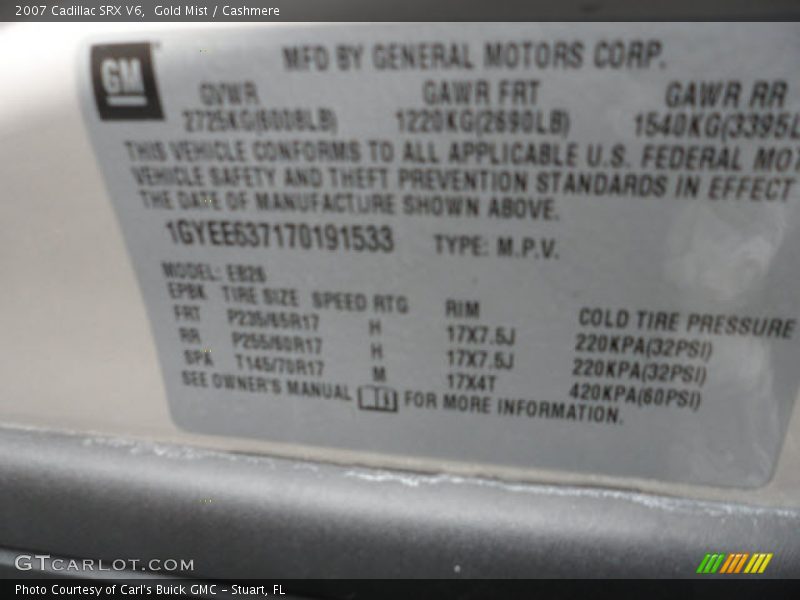 2007 Cadillac SRX V6, Gold Mist / Cashmere
GM
MFD BY GENERAL MOTORS CORP.
GVWR GAWR FRT GAWR RR
2725KG(6008LB) 1220KG(2690LB) 1540KG(3395L
THIS VEHICLE CONFORMS TO ALL APPLICABLE U.S. FEDERAL MOT
VEHICLE SAFETY AND THEFT PREVENTION STANDARDS IN EFFECT
THE DATE OF MANUFACTURE SHOWN ABOVE.
1GYEE637170191533 TYPE: M.P.V.
MODEL: EB26
EPBK TIRE SIZE SPEED RTG RIM COLD TIRE PRESSURE
FRT P235/65R17 H 17X7.5J 220KPA(32PSI)
RR P255/60R17 H 17X7.5J 220KPA(32PSI)
SPA T145/70R17 M 17X4T 420KPA(60PSI)
SEE OWNER'S MANUAL FOR MORE INFORMATION.
GTCARLOT.COM
Photo Courtesy of Carl's Buick GMC - Stuart, FL